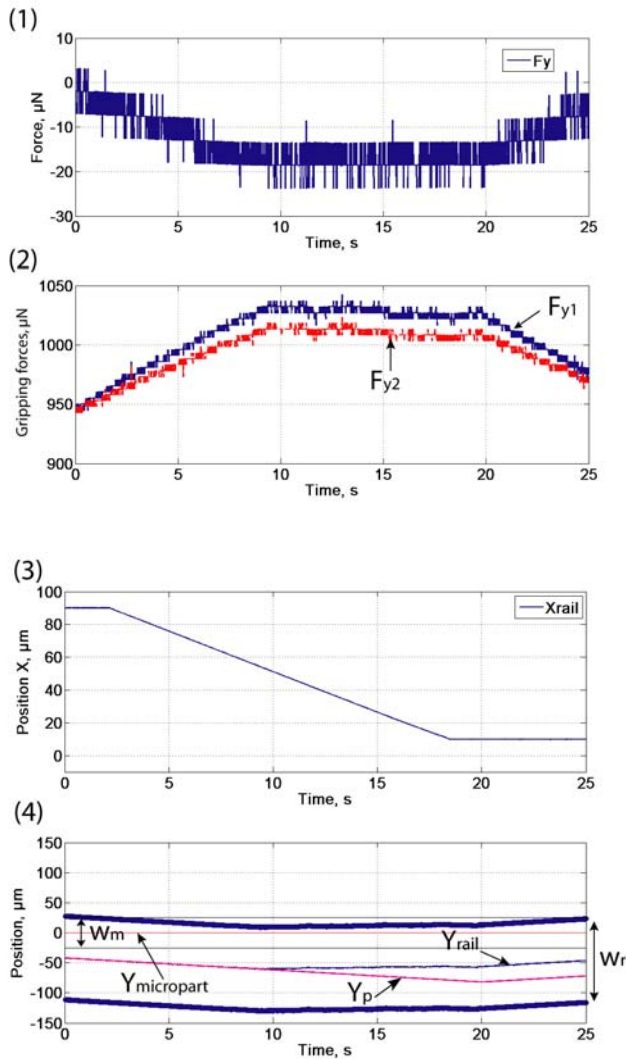 (1)
10
0
-10
-20
-30
Force, µN
Fy
0 5 10 15 20 25
Time, s
(2)
1050
1000
950
900
Gripping forces,µN
Fy1
Fy2
0 5 10 15 20 25
Time, s
(3)
100
80
60
40
20
0
Position X, µm
Xrail
0 5 10 15 20 25
Time, s
(4)
150
100
50
0
-50
-100
-150
Position, µm
Wm
Ymicropart
Yp
Yrail
Wr
0 5 10 15 20 25
Time, s